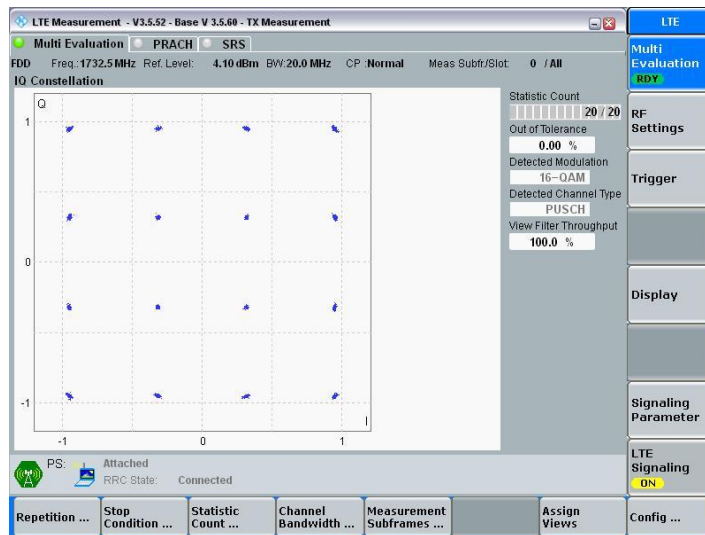 LTE Measurement - V3.5.52 - Base V 3.5.60 - TX Measurement
LTE
Multi Evaluation PRACH SRS
FDD Freq.:1732.5 MHz Ref. Level: 4.10 dBm BW:20.0 MHz CP :Normal Meas Subfr/Slot: 0 / All
IQ Constellation
Q
1
0
-1
-1 0 1
I
Statistic Count
20 / 20
Out of Tolerance
0.00 %
Detected Modulation
16-QAM
Detected Channel Type
PUSCH
View Filter Throughput
100.0 %
Multi
Evaluation
RDY
RF
Settings
Trigger
Display
Signaling
Parameter
LTE
Signaling
ON
PS: Attached
RRC State: Connected
Repetition ...
Stop
Condition ...
Statistic
Count ...
Channel
Bandwidth ...
Measurement
Subframes ...
Assign
Views
Config ...